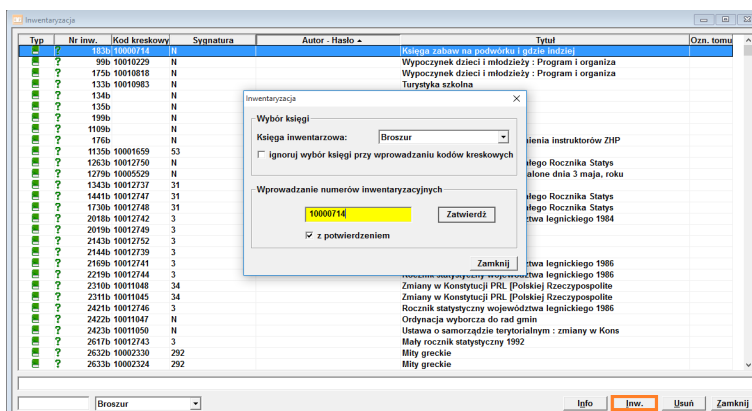 Inwentaryzacja
Typ Nr inw. Kod kreskowy Sygnatura Autor - Hasło Tytuł Ozn. tomu
? 183b 10000714 N Księga zabaw na podwórku i gdzie indziej
? 99b 10010229 N Wypoczynek dzieci i młodzieży : Program i organiza
? 175b 10010818 N Wypoczynek dzieci i młodzieży : Program i organiza
? 133b 10010983 N Turystyka szkolna
? 134b N
? 135b N
? 199b N
? 1109b N
? 176b N ienia instruktorów ZHP
? 1135b 10001659 53
? 1263b 10012750 N ałego Rocznika Statys
? 1279b 10005529 N alone dnia 3 maja, roku
? 1343b 10012737 31
? 1441b 10012747 31 ałego Rocznika Statys
? 1730b 10012748 31 ałego Rocznika Statys
? 2018b 10012742 3 ztwa legnickiego 1984
? 2019b 10012749 3
? 2143b 10012752 3
? 2144b 10012739 3
? 2169b 10012741 3 ztwa legnickiego 1986
? 2219b 10012744 3 Rocznik statystyczny województwa legnickiego 1986
? 2310b 10011048 34 Zmiany w Konstytucji PRL [Polskiej Rzeczypospolite
? 2311b 10011045 34 Zmiany w Konstytucji PRL [Polskiej Rzeczypospolite
? 2421b 10012746 3 Rocznik statystyczny województwa legnickiego 1986
? 2422b 10011047 N Ordynacja wyborcza do rad gmin
? 2423b 10011050 N Ustawa o samorządzie terytorialnym : zmiany w Kons
? 2617b 10012743 3 Mały rocznik statystyczny 1992
? 2632b 10002330 292 Mity greckie
? 2633b 10002324 292 Mity greckie
Inwentaryzacja
Wybór księgi
Księga inwentarzowa: Broszur
ignoruj wybór księgi przy wprowadzaniu kodów kreskowych
Wprowadzanie numerów inwentaryzacyjnych
10000714 Zatwierdź
z potwierdzeniem
Zamknij
Broszur Info Inw. Usuń Zamknij